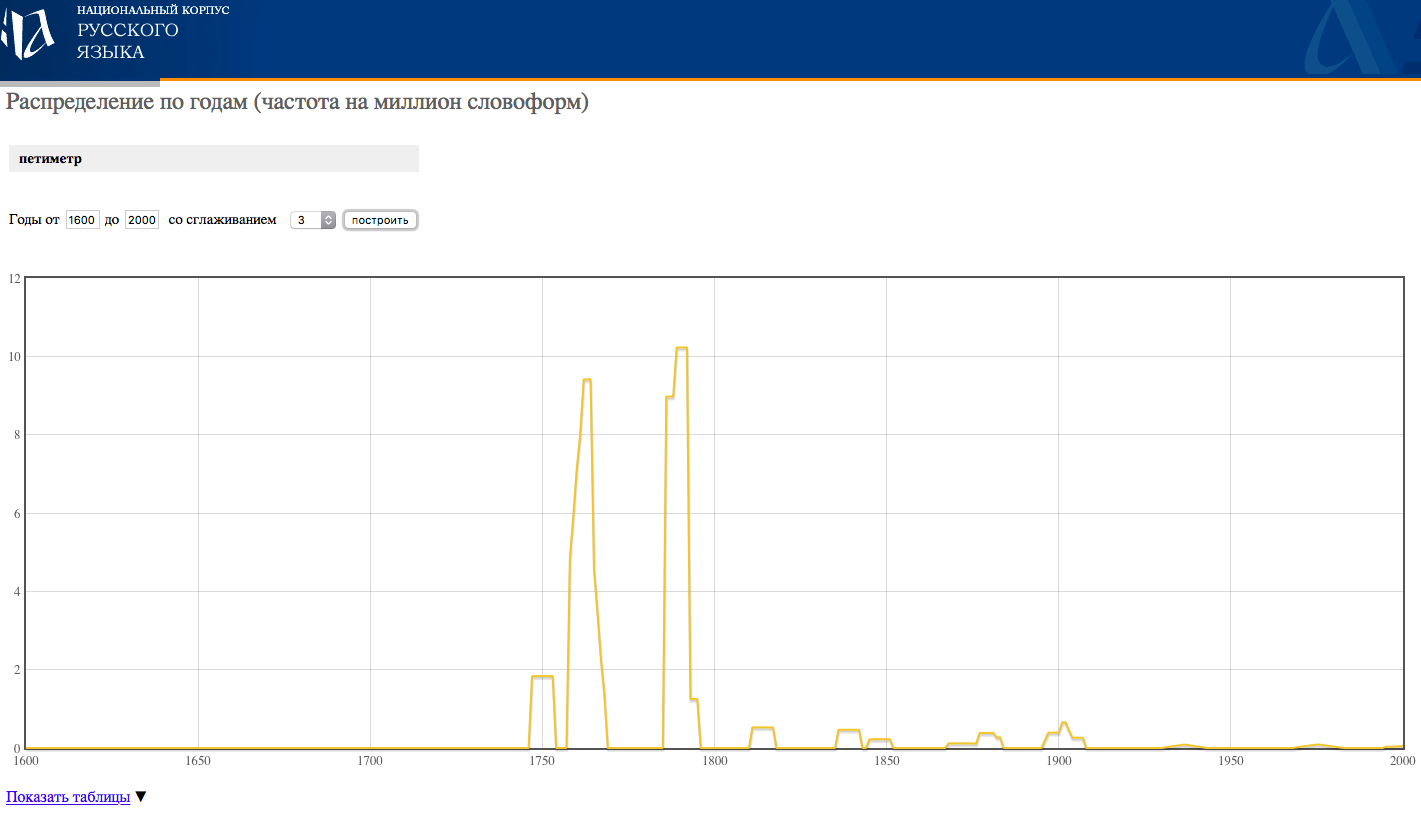 НАЦИОНАЛЬНЫЙ КОРПУС
РУССКОГО
ЯЗЫКА
Распределение по годам (частота на миллион словоформ)
петиметр
Годы от 1600 до 2000 со сглаживанием 3 построить
12
10
8
6
4
2
0
1600 1650 1700 1750 1800 1850 1900 1950 2000
Показать таблицы ▼